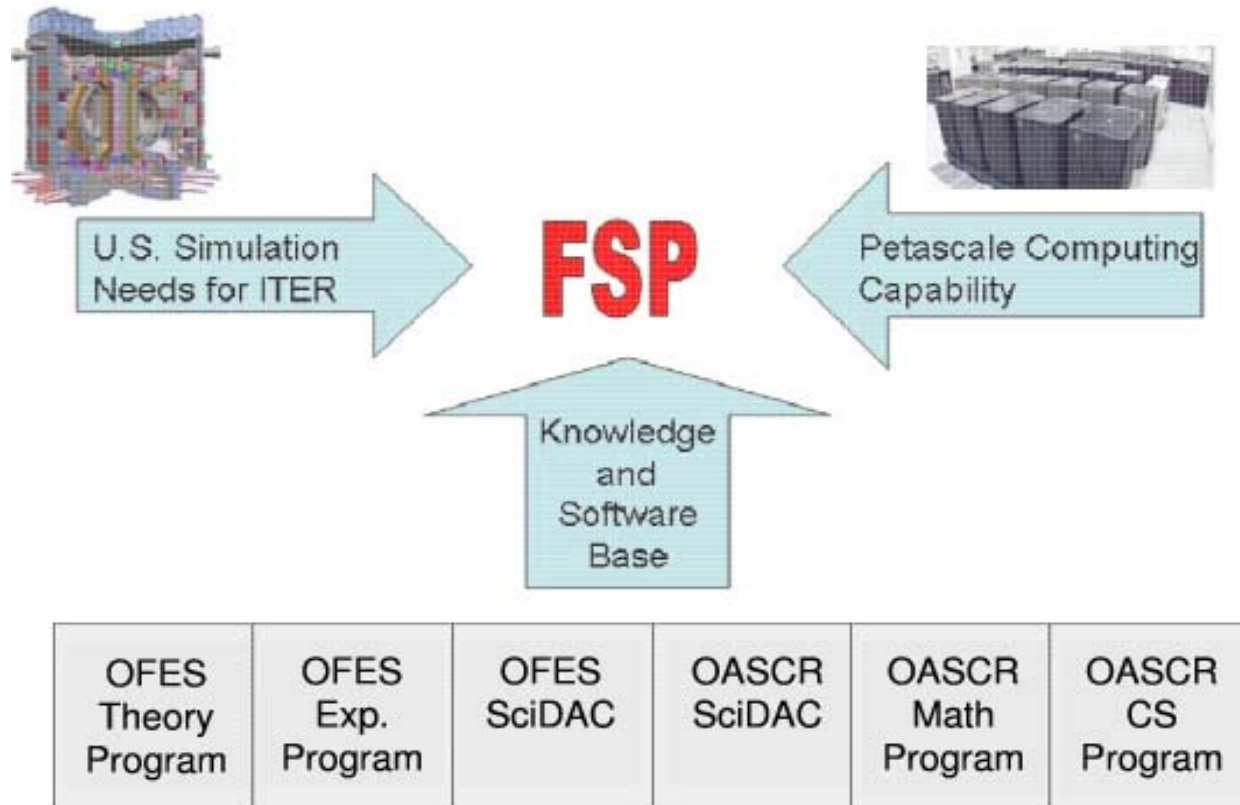 U.S. Simulation
Needs for ITER
FSP
Petascale Computing
Capability
Knowledge
and
Software
Base
OFES
Theory
Program
OFES
Exp.
Program
OFES
SciDAC
OASCR
SciDAC
OASCR
Math
Program
OASCR
CS
Program